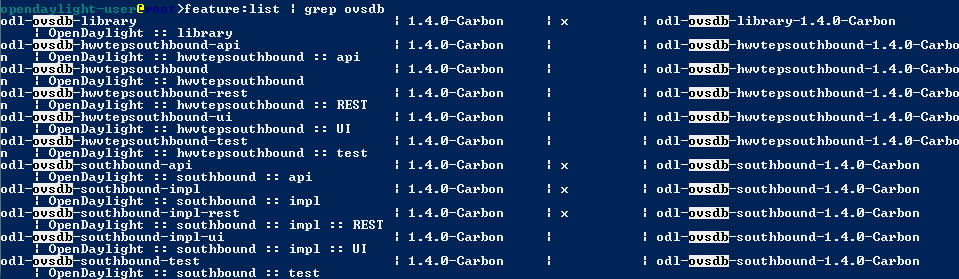 opendaylight-user@root>feature:list | grep ovsdb
odl-ovsdb-library | 1.4.0-Carbon | x | odl-ovsdb-library-1.4.0-Carbon
| OpenDaylight :: library
odl-ovsdb-hwvtepsouthbound-api | 1.4.0-Carbon | | odl-ovsdb-hwvtepsouthbound-1.4.0-Carbo
n | OpenDaylight :: hwvtepsouthbound :: api
odl-ovsdb-hwvtepsouthbound | 1.4.0-Carbon | | odl-ovsdb-hwvtepsouthbound-1.4.0-Carbo
n | OpenDaylight :: hwvtepsouthbound
odl-ovsdb-hwvtepsouthbound-rest | 1.4.0-Carbon | | odl-ovsdb-hwvtepsouthbound-1.4.0-Carbo
n | OpenDaylight :: hwvtepsouthbound :: REST
odl-ovsdb-hwvtepsouthbound-ui | 1.4.0-Carbon | | odl-ovsdb-hwvtepsouthbound-1.4.0-Carbo
n | OpenDaylight :: hwvtepsouthbound :: UI
odl-ovsdb-hwvtepsouthbound-test | 1.4.0-Carbon | | odl-ovsdb-hwvtepsouthbound-1.4.0-Carbo
n | OpenDaylight :: hwvtepsouthbound :: test
odl-ovsdb-southbound-api | 1.4.0-Carbon | x | odl-ovsdb-southbound-1.4.0-Carbon
| OpenDaylight :: southbound :: api
odl-ovsdb-southbound-impl | 1.4.0-Carbon | x | odl-ovsdb-southbound-1.4.0-Carbon
| OpenDaylight :: southbound :: impl
odl-ovsdb-southbound-impl-rest | 1.4.0-Carbon | x | odl-ovsdb-southbound-1.4.0-Carbon
| OpenDaylight :: southbound :: impl :: REST
odl-ovsdb-southbound-impl-ui | 1.4.0-Carbon | | odl-ovsdb-southbound-1.4.0-Carbon
| OpenDaylight :: southbound :: impl :: UI
odl-ovsdb-southbound-test | 1.4.0-Carbon | | odl-ovsdb-southbound-1.4.0-Carbon
| OpenDaylight :: southbound :: test